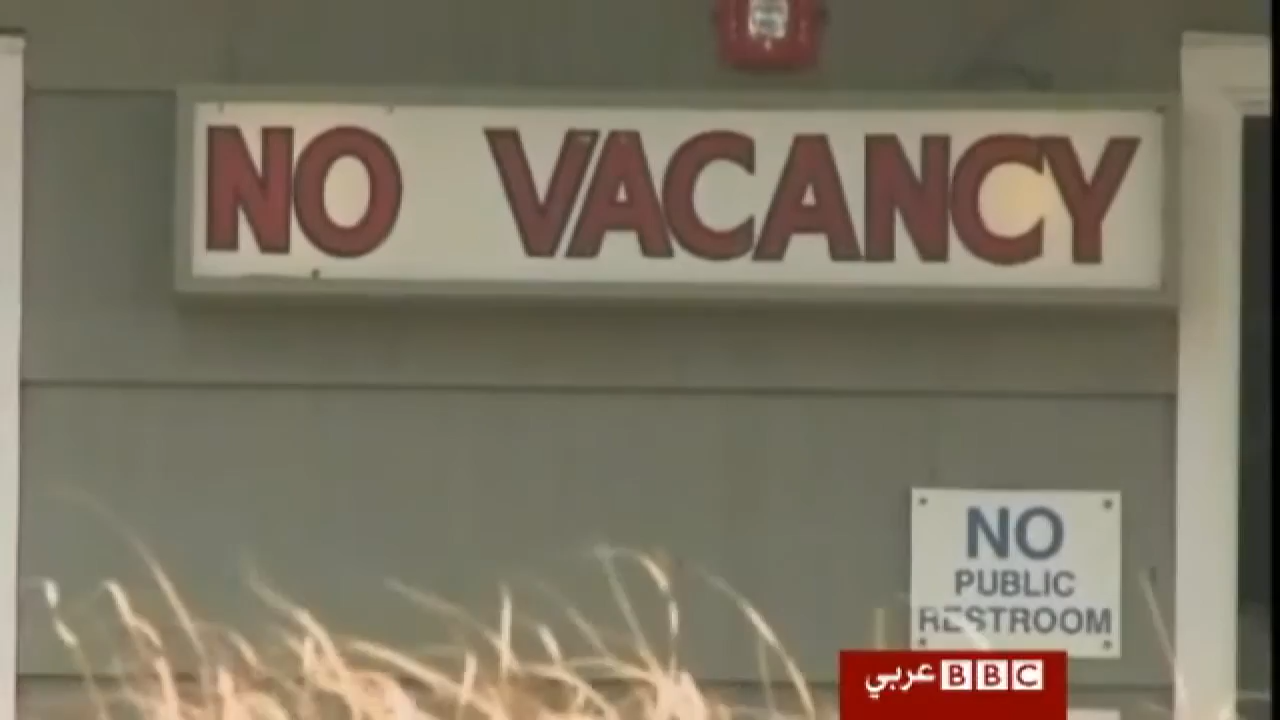 NO VACANCY
NO
PUBLIC
RESTROOM
عربي BBC